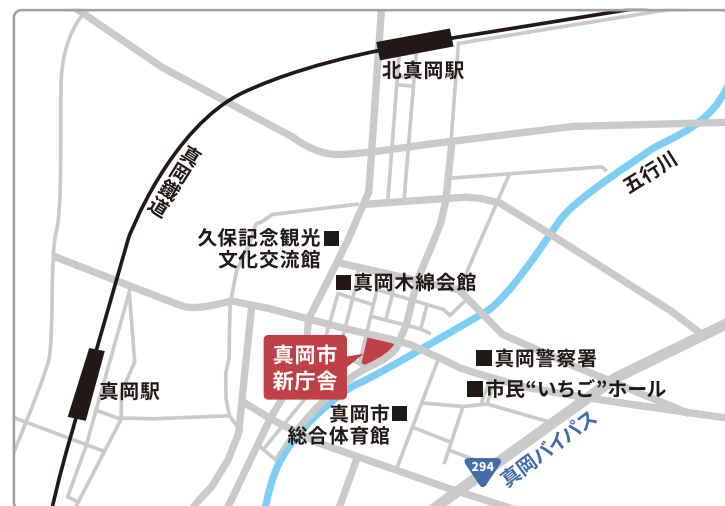 北真岡駅
真岡鐵道
五行川
久保記念観光■
文化交流館
■真岡木綿会館
真岡市
新庁舎
■真岡警察署
真岡駅
■市民“いちご”ホール
真岡市■
総合体育館
294
真岡バイパス